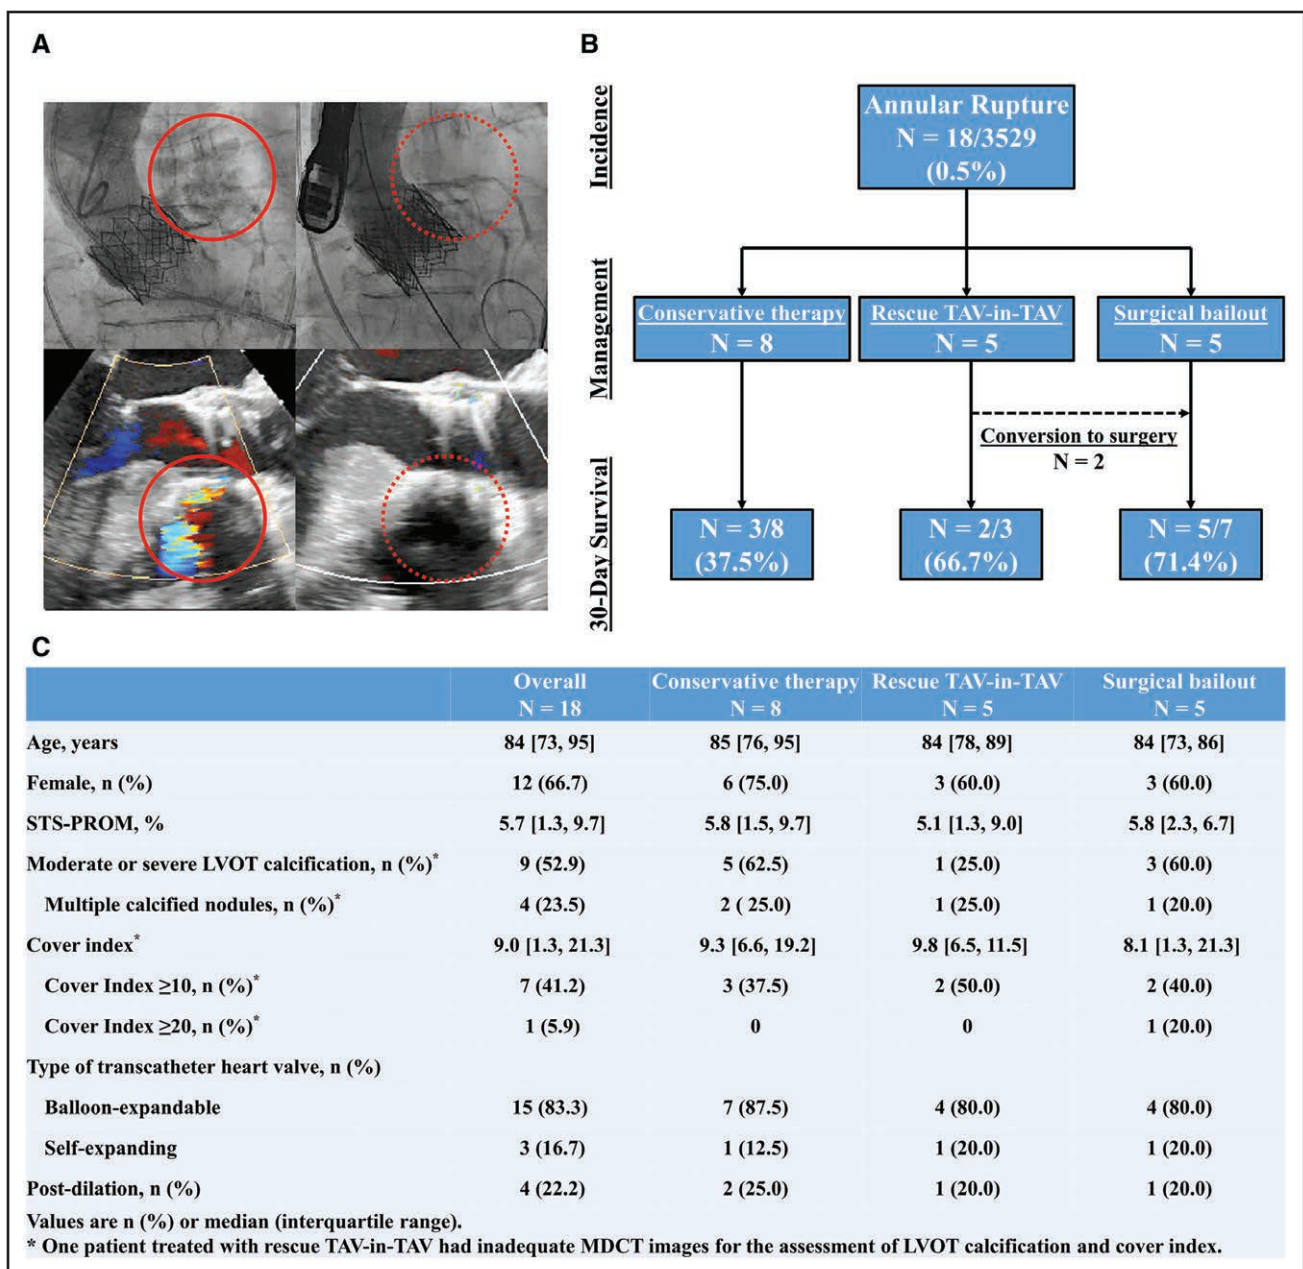 A
B
Incidence
Annular Rupture
N = 18/3529
(0.5%)
Management
Conservative therapy
N = 8
Rescue TAV-in-TAV
N = 5
Surgical bailout
N = 5
Conversion to surgery
N = 2
30-Day Survival
N = 3/8
(37.5%)
N = 2/3
(66.7%)
N = 5/7
(71.4%)
C
Overall Conservative therapy Rescue TAV-in-TAV Surgical bailout
N = 18 N = 8 N = 5 N = 5
Age, years 84 [73, 95] 85 [76, 95] 84 [78, 89] 84 [73, 86]
Female, n (%) 12 (66.7) 6 (75.0) 3 (60.0) 3 (60.0)
STS-PROM, % 5.7 [1.3, 9.7] 5.8 [1.5, 9.7] 5.1 [1.3, 9.0] 5.8 [2.3, 6.7]
Moderate or severe LVOT calcification, n (%)* 9 (52.9) 5 (62.5) 1 (25.0) 3 (60.0)
Multiple calcified nodules, n (%)* 4 (23.5) 2 ( 25.0) 1 (25.0) 1 (20.0)
Cover index* 9.0 [1.3, 21.3] 9.3 [6.6, 19.2] 9.8 [6.5, 11.5] 8.1 [1.3, 21.3]
Cover Index ≥10, n (%)* 7 (41.2) 3 (37.5) 2 (50.0) 2 (40.0)
Cover Index ≥20, n (%)* 1 (5.9) 0 0 1 (20.0)
Type of transcatheter heart valve, n (%)
Balloon-expandable 15 (83.3) 7 (87.5) 4 (80.0) 4 (80.0)
Self-expanding 3 (16.7) 1 (12.5) 1 (20.0) 1 (20.0)
Post-dilation, n (%) 4 (22.2) 2 (25.0) 1 (20.0) 1 (20.0)
Values are n (%) or median (interquartile range).
* One patient treated with rescue TAV-in-TAV had inadequate MDCT images for the assessment of LVOT calcification and cover index.